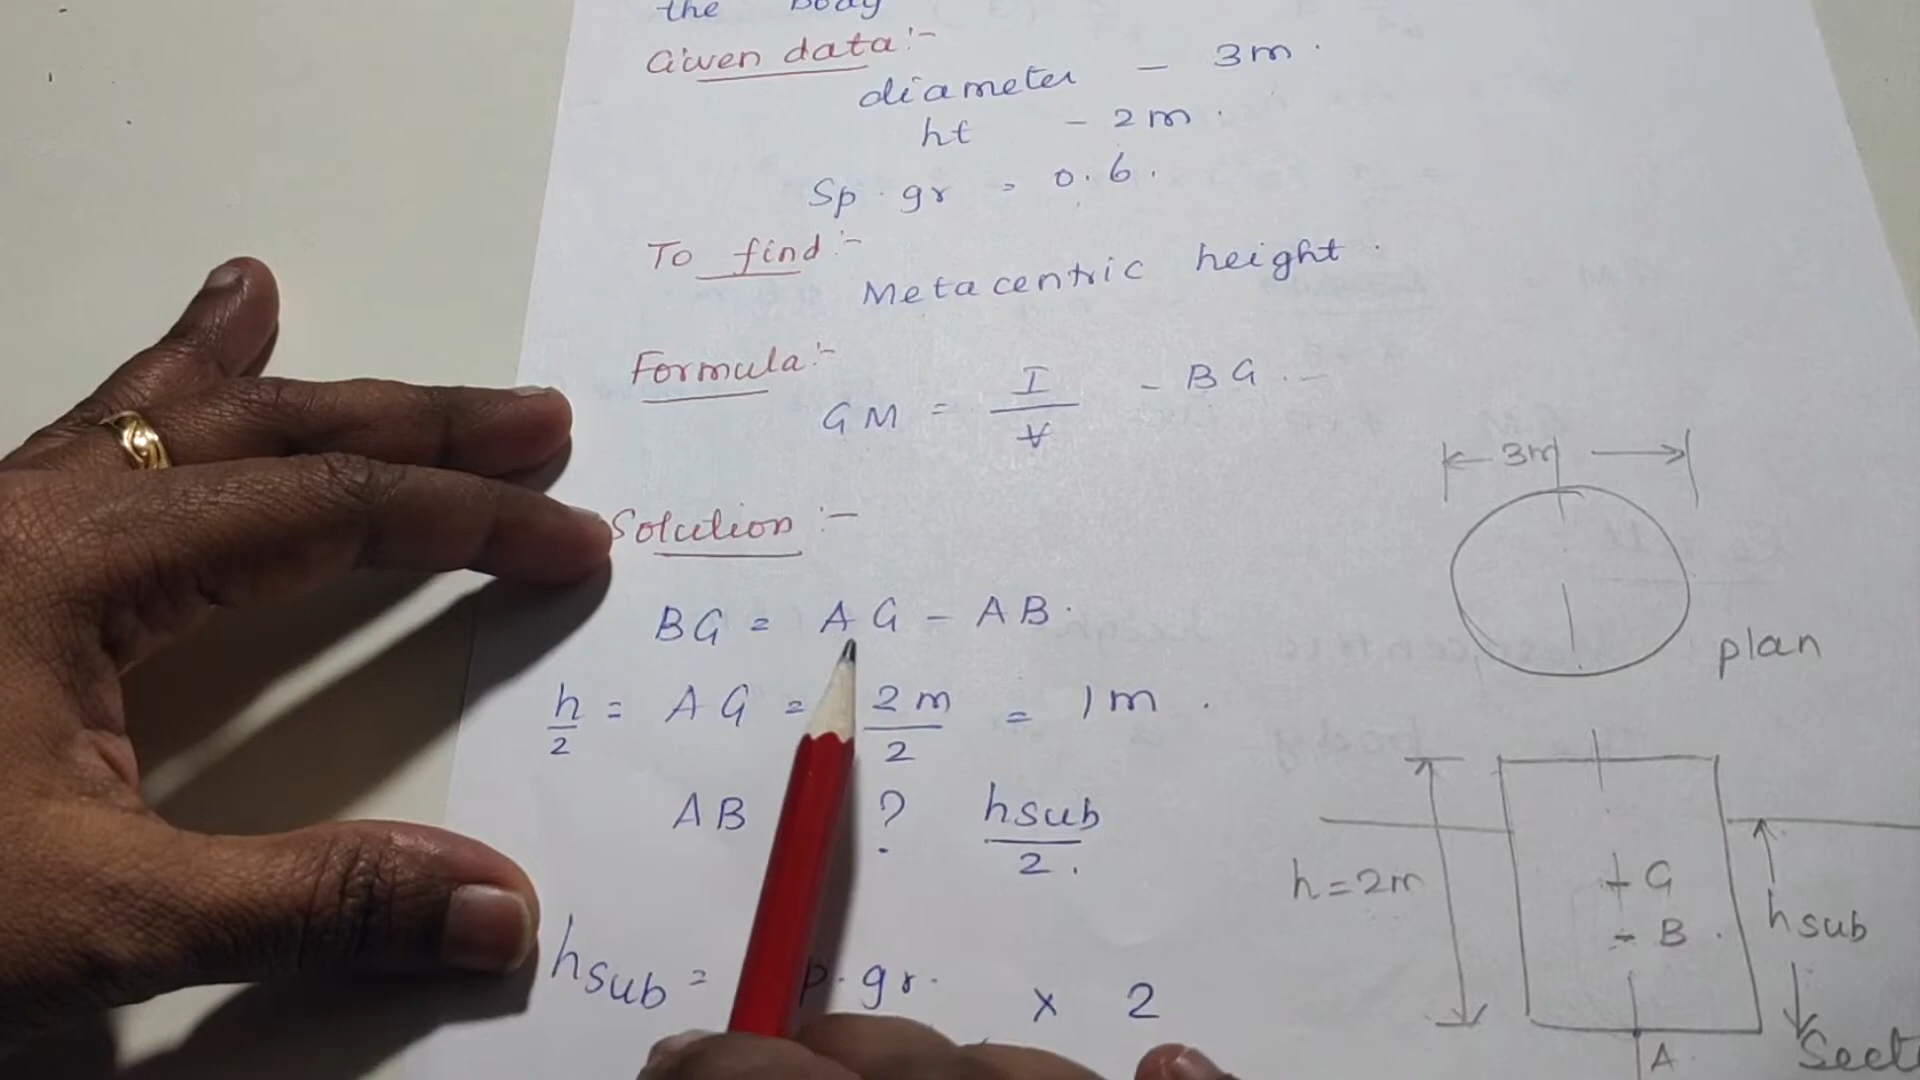 the body
Given data:-
diameter - 3m.
ht - 2m.
Sp.gr = 0.6.
To find:-
Metacentric height.
Formula:-
GM = I/V - BG.-
Solution:-
BG = AG - AB.
h/2 = AG = 2m/2 = 1m.
AB ? hsub/2.
hsub = p.gr. x 2
3m
plan
h=2m
G
B
hsub
A